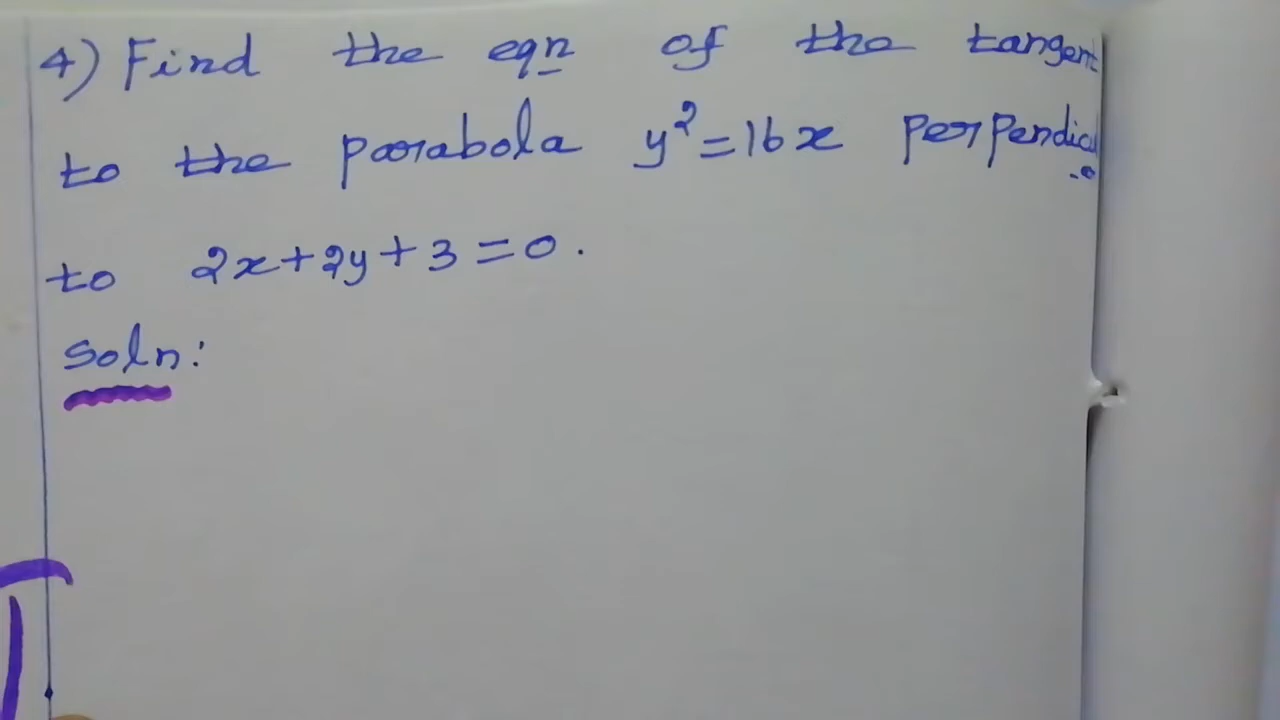 4) Find the eqn of the tangent
to the parabola y²=16x perpendicu
to 2x+2y+3=0.
Soln: